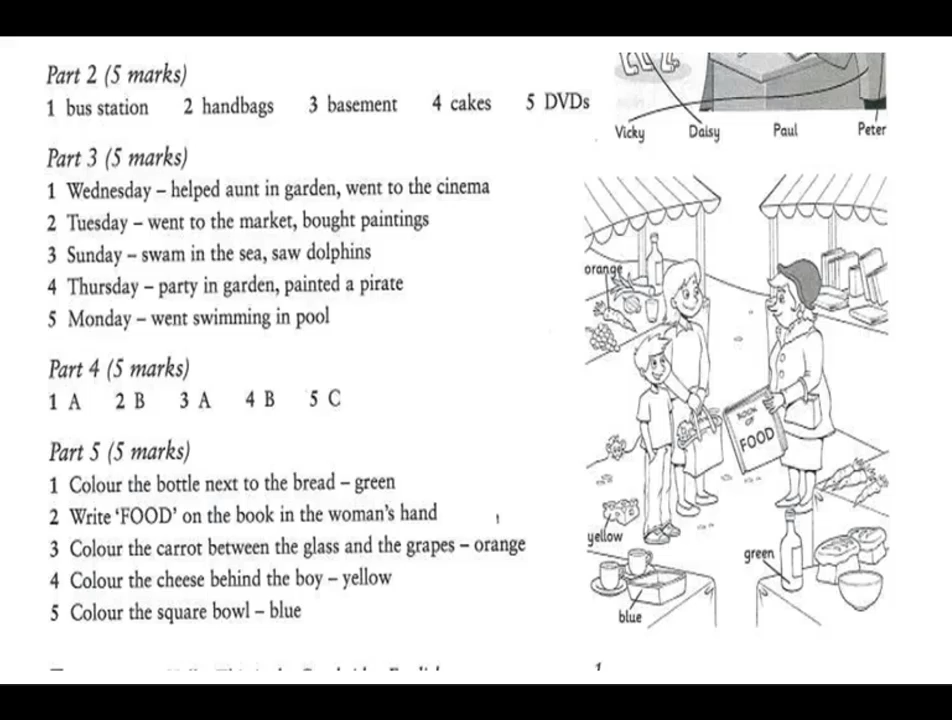 Part 2 (5 marks)
1 bus station 2 handbags 3 basement 4 cakes 5 DVDs
Vicky Daisy Paul Peter
Part 3 (5 marks)
1 Wednesday – helped aunt in garden, went to the cinema
2 Tuesday – went to the market, bought paintings
3 Sunday – swam in the sea, saw dolphins
4 Thursday – party in garden, painted a pirate
5 Monday – went swimming in pool
Part 4 (5 marks)
1 A 2 B 3 A 4 B 5 C
Part 5 (5 marks)
1 Colour the bottle next to the bread – green
2 Write ‘FOOD’ on the book in the woman’s hand
3 Colour the carrot between the glass and the grapes – orange
4 Colour the cheese behind the boy – yellow
5 Colour the square bowl – blue
orange
BOOK
OF
FOOD
yellow
green
blue